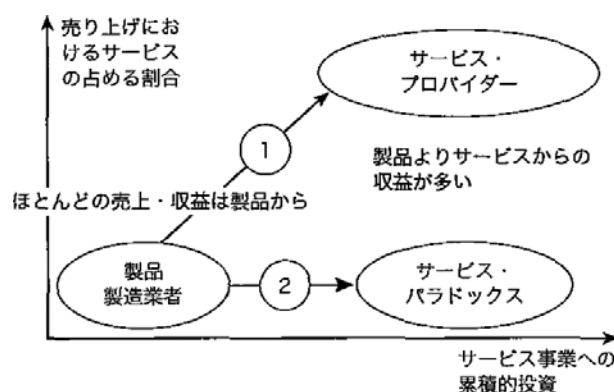 売り上げにお
けるサービス
の占める割合
サービス・
プロバイダー
1
製品よりサービスからの
収益が多い
ほとんどの売上・収益は製品から
製品
製造業者
2
サービス・
パラドックス
サービス事業への
累積的投資